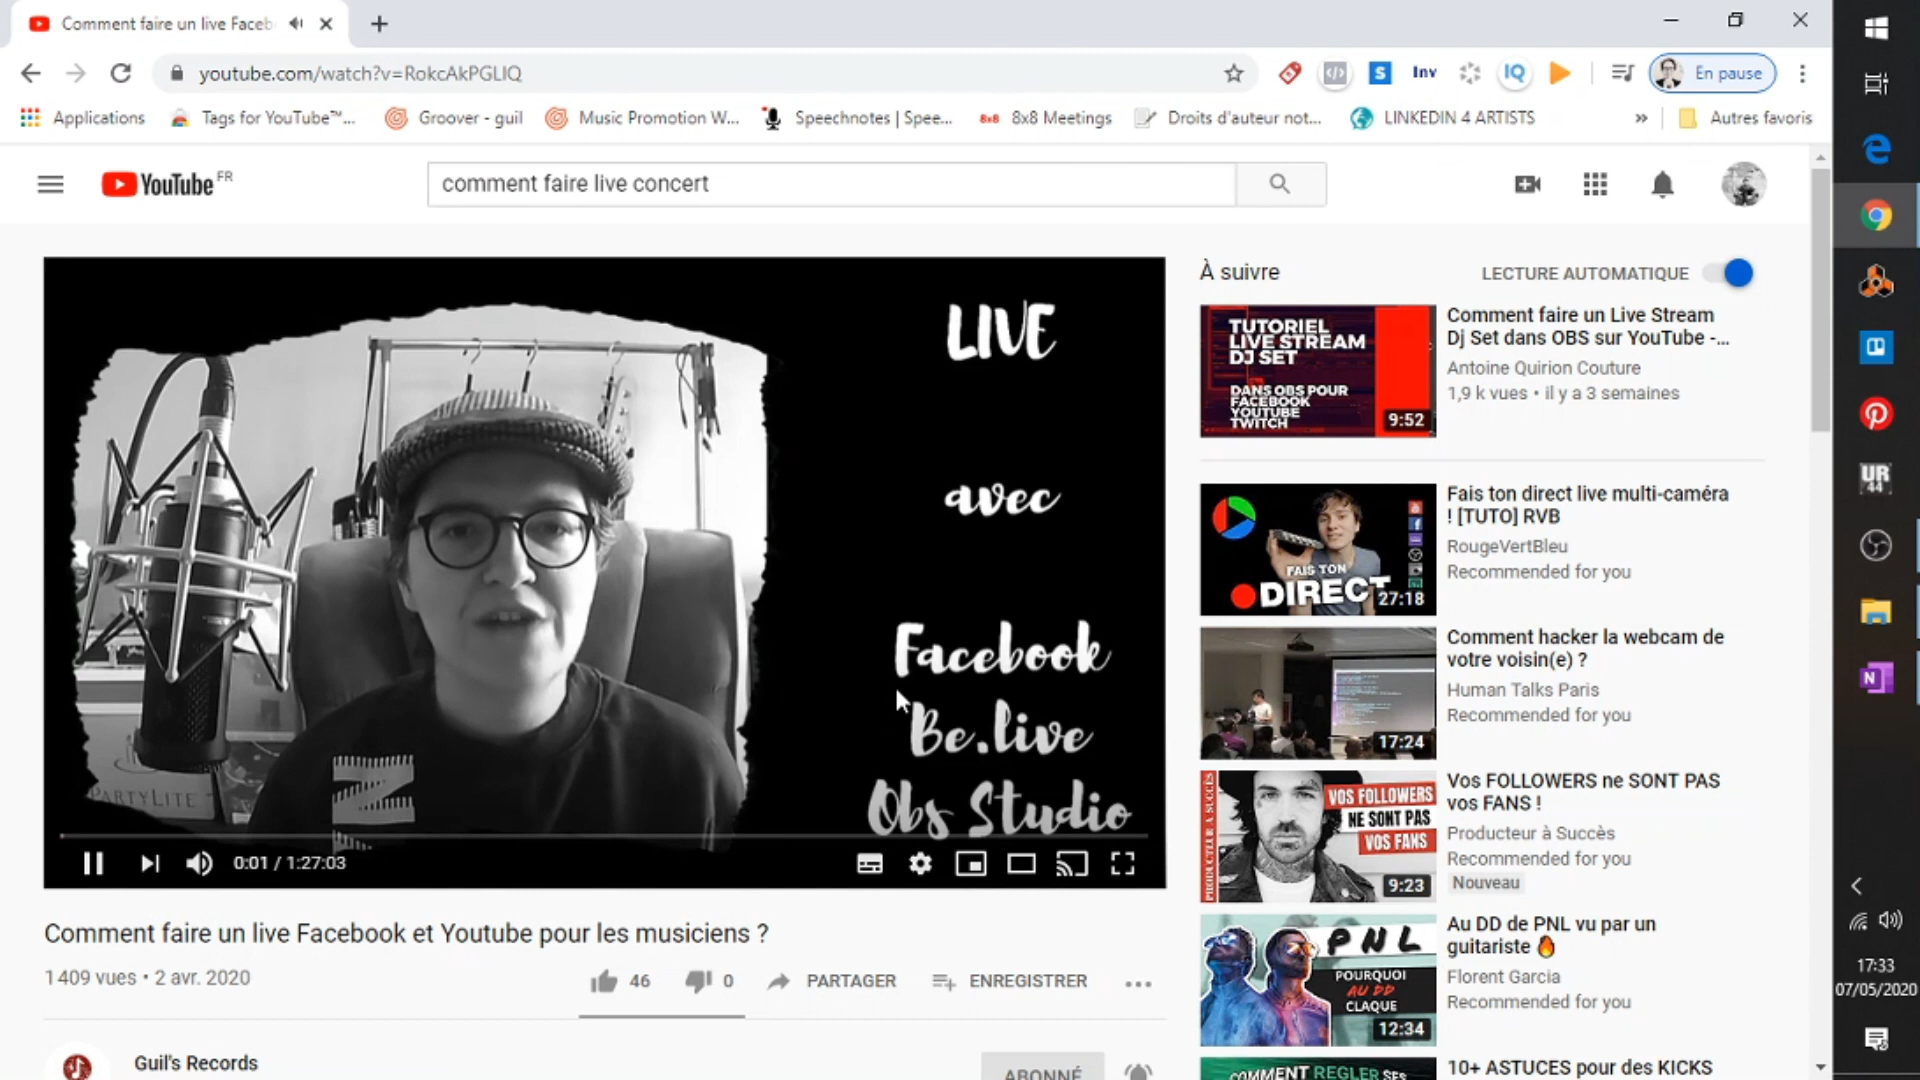 Comment faire un live Faceb
youtube.com/watch?v=RokcAkPGLIQ
Inv
IQ
En pause
Applications
Tags for YouTube™...
Groover - guil
Music Promotion W...
Speechnotes | Spee...
8x8 8x8 Meetings
Droits d'auteur not...
LINKEDIN 4 ARTISTS
»
Autres favoris
YouTube FR
comment faire live concert
LIVE
avec
Facebook
Be.live
Obs Studio
PARTYLITE
N
0:01 / 1:27:03
Comment faire un live Facebook et Youtube pour les musiciens ?
1 409 vues • 2 avr. 2020
46
0
PARTAGER
ENREGISTRER
Guil's Records
ABONNÉ
À suivre
LECTURE AUTOMATIQUE
TUTORIEL
LIVE STREAM
DJ SET
DANS OBS POUR
FACEBOOK
YOUTUBE
TWITCH
9:52
Comment faire un Live Stream
Dj Set dans OBS sur YouTube -...
Antoine Quirion Couture
1,9 k vues • il y a 3 semaines
FAIS TON
DIRECT
27:18
Fais ton direct live multi-caméra
! [TUTO] RVB
RougeVertBleu
Recommended for you
17:24
Comment hacker la webcam de
votre voisin(e) ?
Human Talks Paris
Recommended for you
PRODUCTEUR À SUCCÈS
VOS FOLLOWERS
NE SONT PAS
VOS FANS
9:23
Vos FOLLOWERS ne SONT PAS
vos FANS !
Producteur à Succès
Recommended for you
Nouveau
PNL
POURQUOI
AU DD
CLAQUE
12:34
Au DD de PNL vu par un
guitariste 🔥
Florent Garcia
Recommended for you
COMMENT RÉGLER SES
10+ ASTUCES pour des KICKS
UR
44
17:33
07/05/2020